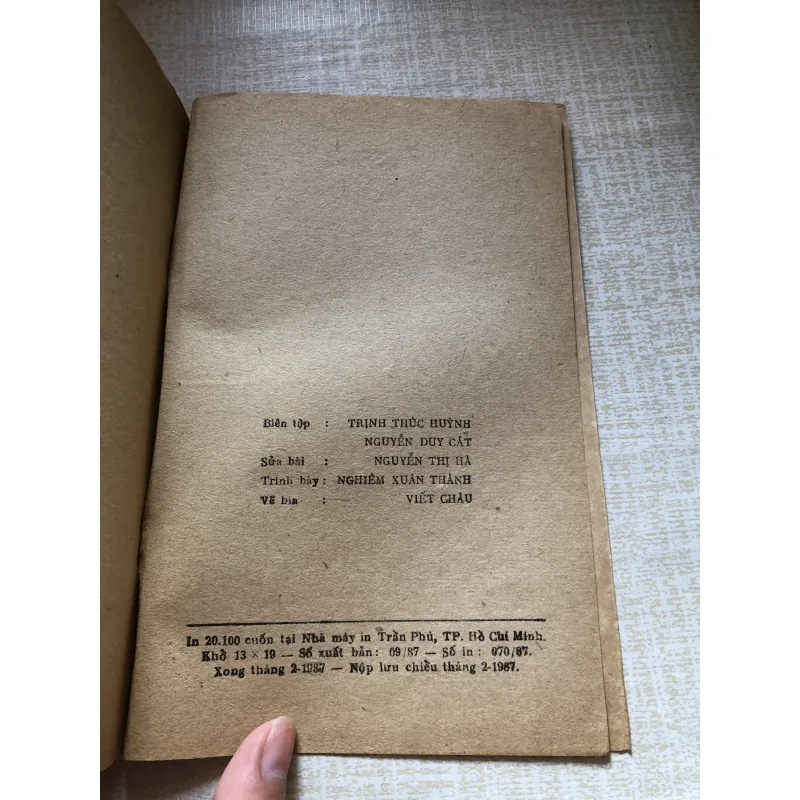 Biên tập : TRỊNH THÚC HUỲNH
NGUYỄN DUY CÁT
Sửa bài : NGUYỄN THỊ HÀ
Trình bày : NGHIÊM XUÂN THÀNH
Vẽ bìa : VIẾT CHÂU
In 20.100 cuốn tại Nhà máy in Trần Phú, TP. Hồ Chí Minh.
Khổ 13 × 19 — Số xuất bản: 09/87 — Số in: 070/87.
Xong tháng 2-1987 — Nộp lưu chiểu tháng 2-1987.